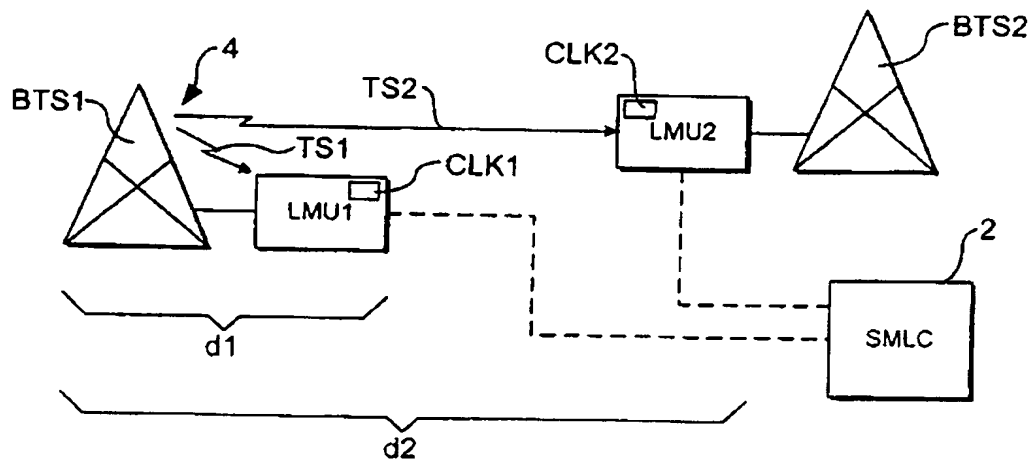 4
BTS1
TS1
TS2
CLK2
LMU2
BTS2
LMU1
CLK1
2
SMLC
d1
d2